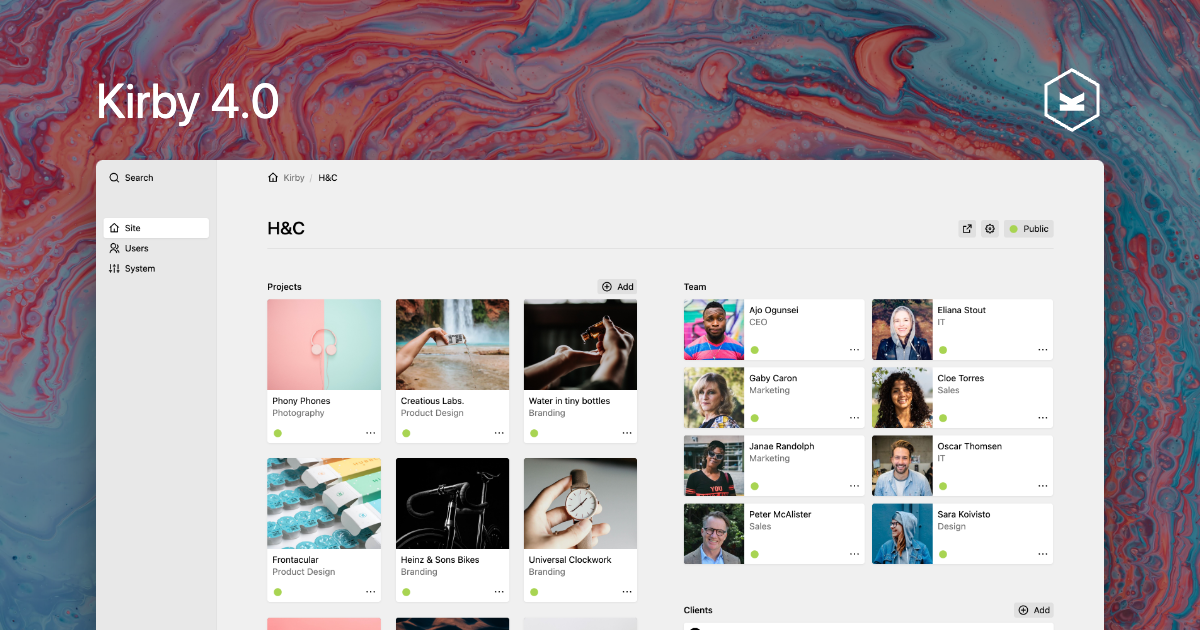 Kirby 4.0
Search
Site
Users
System
Kirby / H&C
H&C
Public
Projects
Add
Phony Phones
Photography
Creatious Labs.
Product Design
Water in tiny bottles
Branding
Frontacular
Product Design
Heinz & Sons Bikes
Branding
Universal Clockwork
Branding
Team
Ajo Ogunsei
CEO
Eliana Stout
IT
Gaby Caron
Marketing
Cloe Torres
Sales
Janae Randolph
Marketing
YOU
Oscar Thomsen
IT
Peter McAlister
Sales
Sara Koivisto
Design
Clients
Add